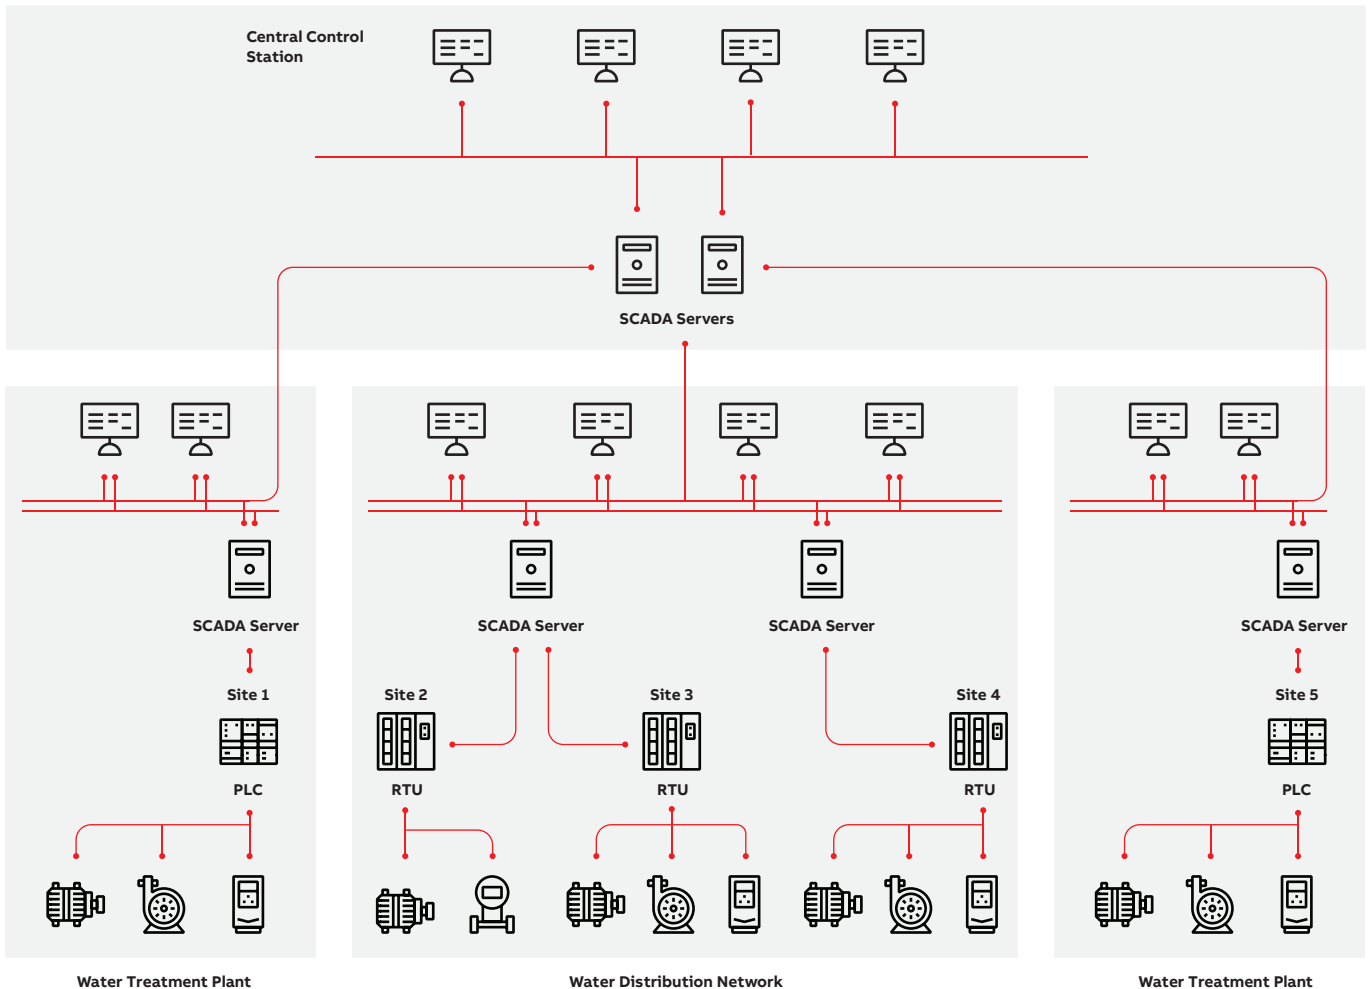 Central Control
Station
SCADA Servers
SCADA Server
SCADA Server
SCADA Server
SCADA Server
Site 1
Site 2
Site 3
Site 4
Site 5
PLC
RTU
RTU
RTU
PLC
Water Treatment Plant
Water Distribution Network
Water Treatment Plant